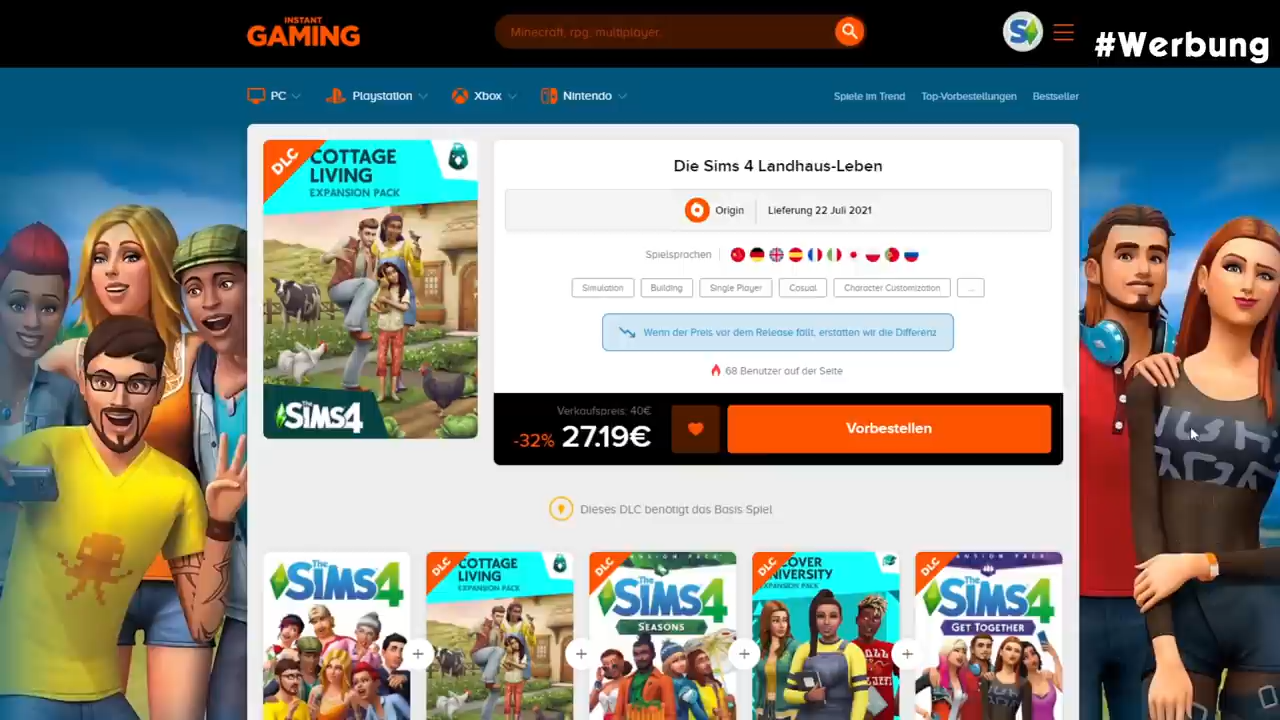 INSTANT
GAMING
Minecraft, rpg, multiplayer...
#Werbung
PC
Playstation
Xbox
Nintendo
Spiele im Trend
Top-Vorbestellungen
Bestseller
DLC
COTTAGE
LIVING
EXPANSION PACK
The SIMS 4
Die Sims 4 Landhaus-Leben
Origin
Lieferung 22 Juli 2021
Spielsprachen
Simulation
Building
Single Player
Casual
Character Customization
...
Wenn der Preis vor dem Release fällt, erstatten wir die Differenz
68 Benutzer auf der Seite
Verkaufspreis: 40€
-32% 27.19€
Vorbestellen
Dieses DLC benötigt das Basis Spiel
The SIMS 4
DLC
COTTAGE
LIVING
EXPANSION PACK
DLC
The SIMS 4
SEASONS
DLC
The SIMS 4
GET TOGETHER